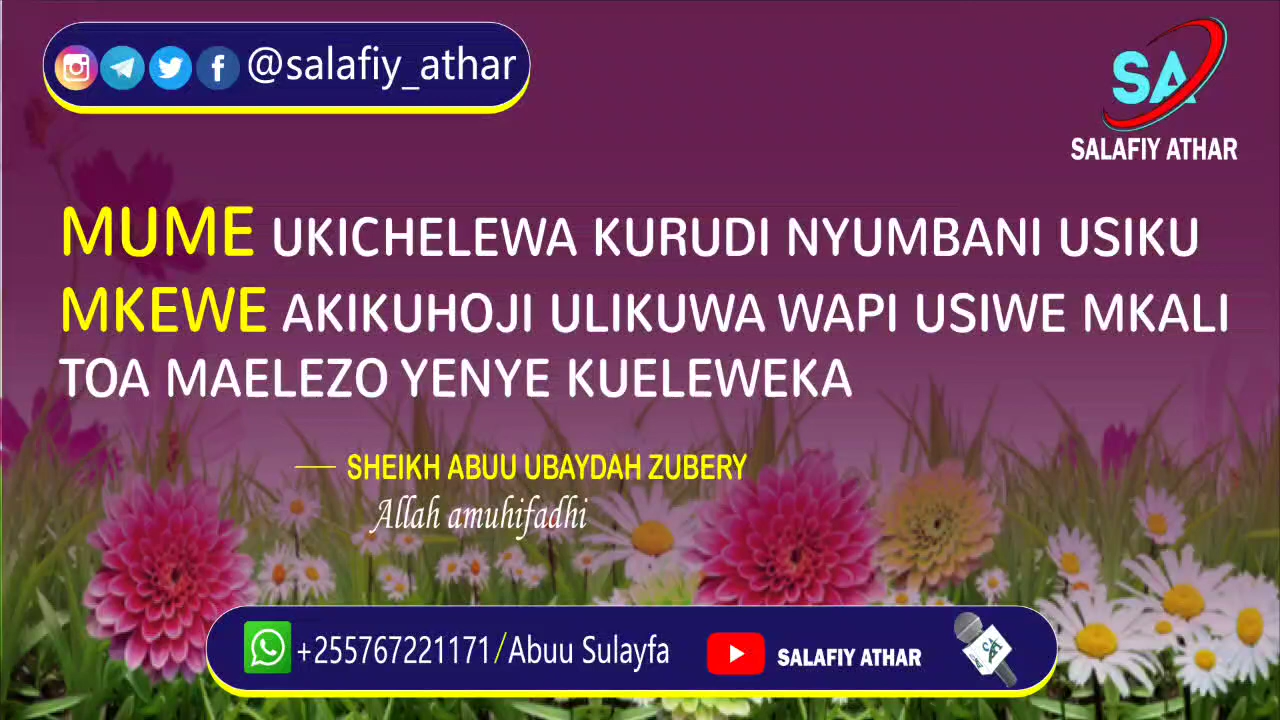 @salafiy_athar
SA
SALAFIY ATHAR
MUME UKICHELEWA KURUDI NYUMBANI USIKU
MKEWE AKIKUHOJI ULIKUWA WAPI USIWE MKALI
TOA MAELEZO YENYE KUELEWEKA
— SHEIKH ABUU UBAYDAH ZUBERY
Allah amuhifadhi
+255767221171/Abuu Sulayfa
SALAFIY ATHAR
SA